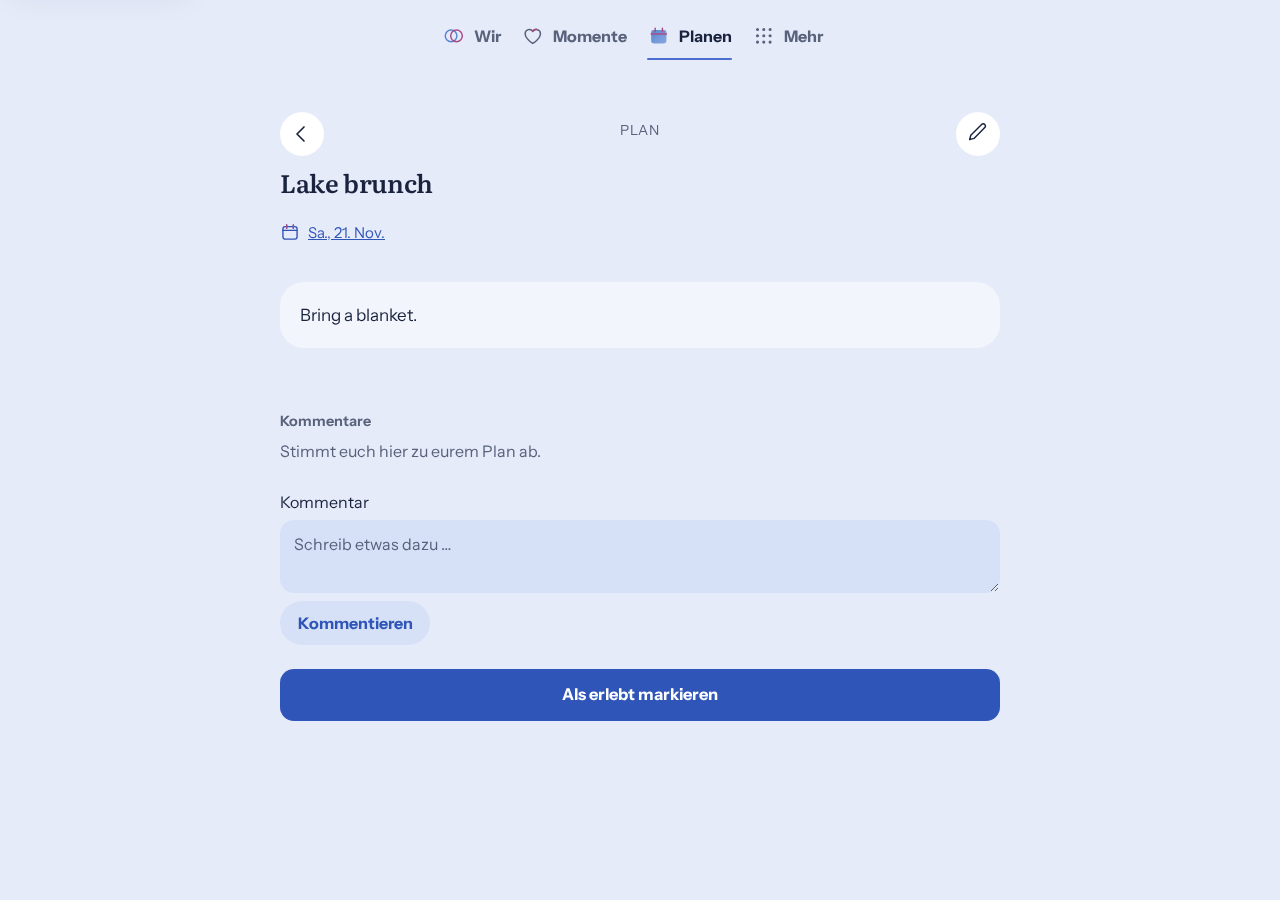 Wir Momente Planen Mehr
PLAN
Lake brunch
Sa., 21. Nov.
Bring a blanket.
Kommentare
Stimmt euch hier zu eurem Plan ab.
Kommentar
Schreib etwas dazu …
Kommentieren
Als erlebt markieren